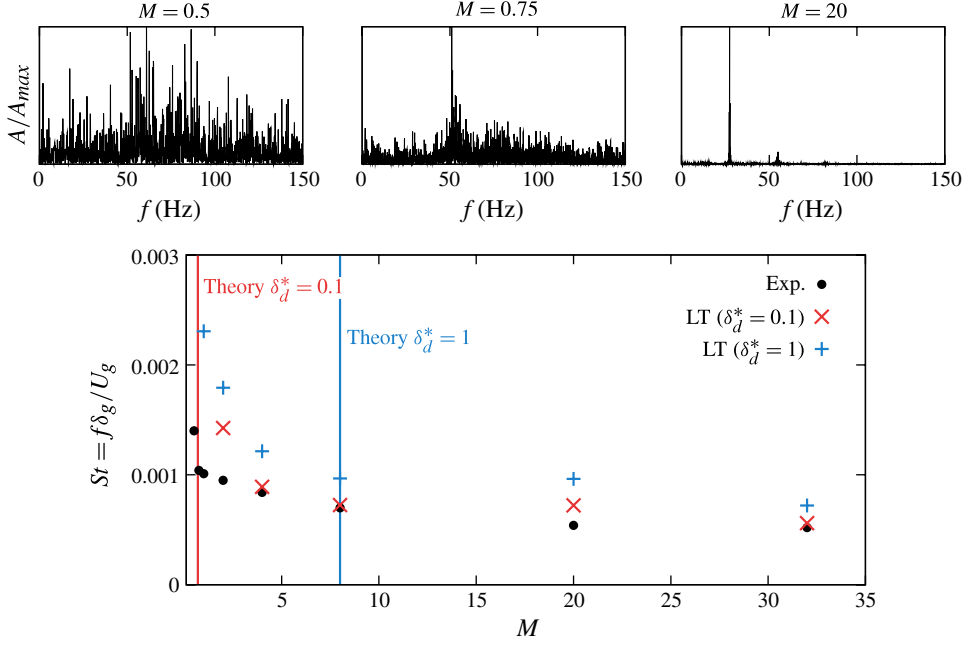 M = 0.5
M = 0.75
M = 20
A/A_max
0 50 100 150
0 50 100 150
0 50 100 150
f (Hz)
f (Hz)
f (Hz)
0.003
0.002
0.001
0
St = fδ_g/U_g
Theory δ*_d = 0.1
Theory δ*_d = 1
Exp.
LT (δ*_d = 0.1)
LT (δ*_d = 1)
5 10 15 20 25 30 35
M